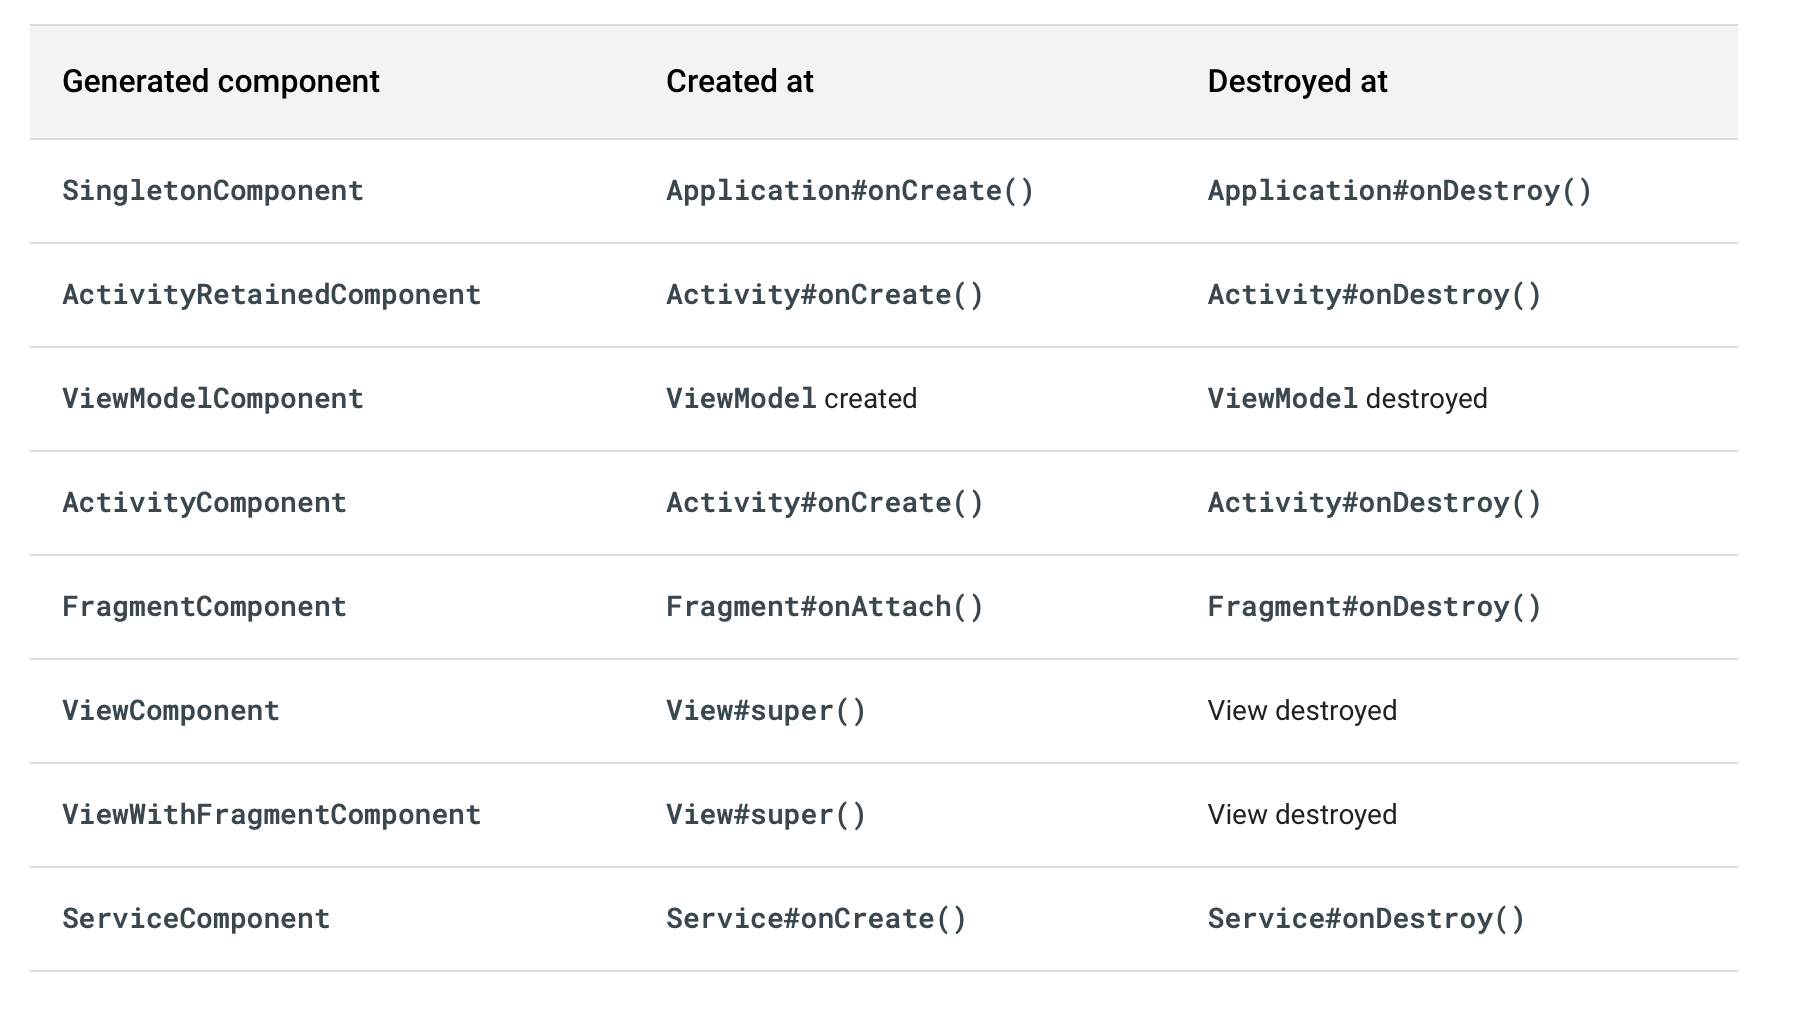 Generated component Created at Destroyed at
SingletonComponent Application#onCreate() Application#onDestroy()
ActivityRetainedComponent Activity#onCreate() Activity#onDestroy()
ViewModelComponent ViewModel created ViewModel destroyed
ActivityComponent Activity#onCreate() Activity#onDestroy()
FragmentComponent Fragment#onAttach() Fragment#onDestroy()
ViewComponent View#super() View destroyed
ViewWithFragmentComponent View#super() View destroyed
ServiceComponent Service#onCreate() Service#onDestroy()